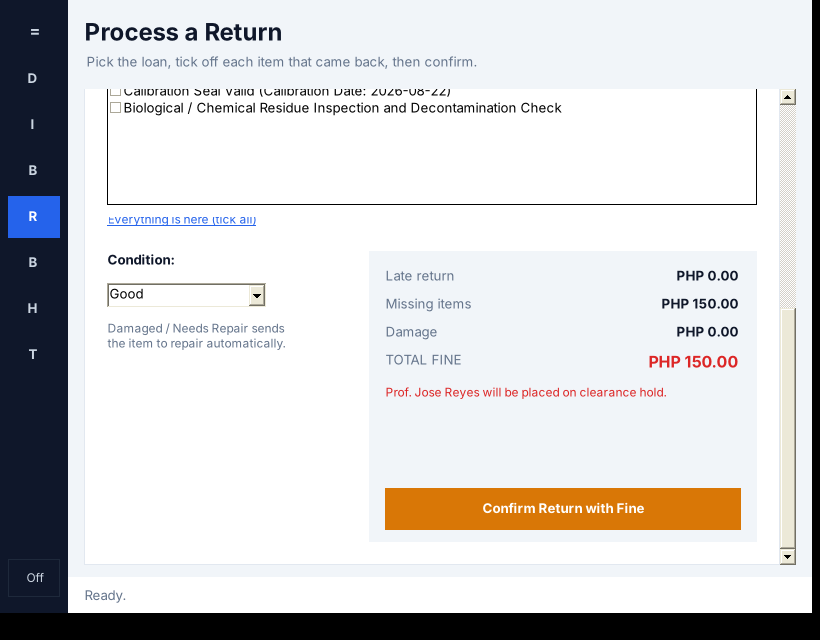 =
D
I
B
R
B
H
T
Off
Process a Return
Pick the loan, tick off each item that came back, then confirm.
Calibration Seal Valid (Calibration Date: 2026-08-22)
Biological / Chemical Residue Inspection and Decontamination Check
Everything is here (tick all)
Condition:
Good
Damaged / Needs Repair sends
the item to repair automatically.
Late return PHP 0.00
Missing items PHP 150.00
Damage PHP 0.00
TOTAL FINE PHP 150.00
Prof. Jose Reyes will be placed on clearance hold.
Confirm Return with Fine
Ready.